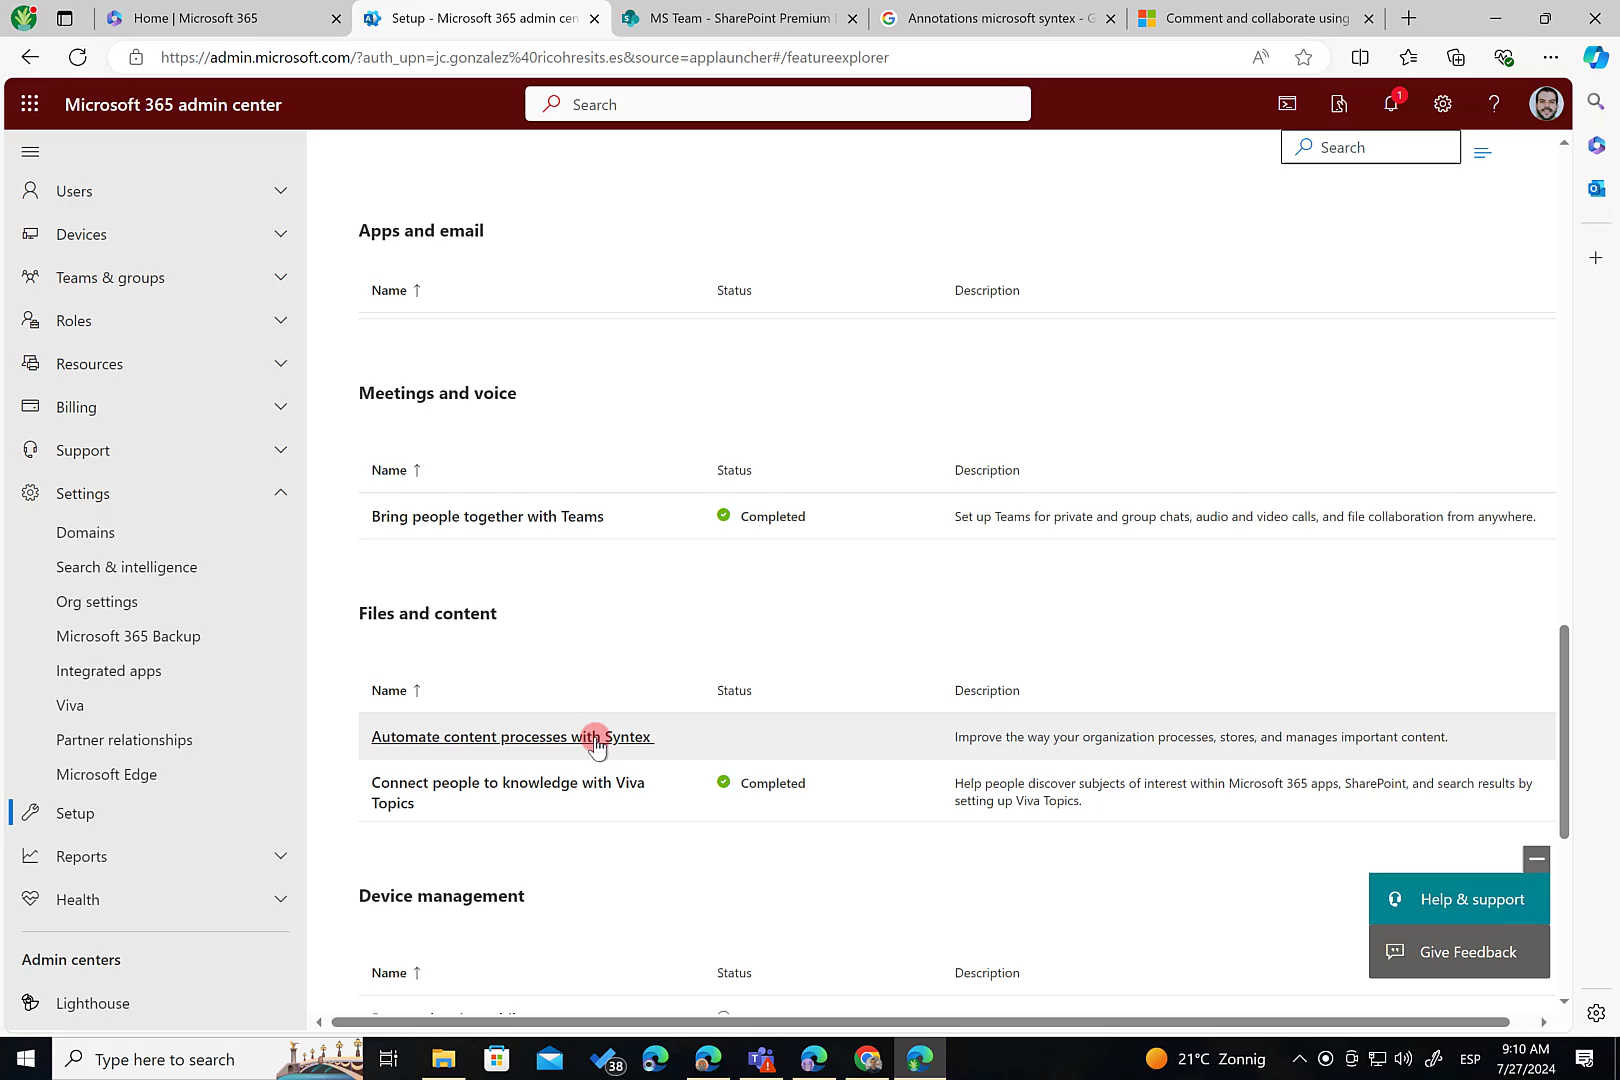 Home | Microsoft 365
Setup - Microsoft 365 admin cen
MS Team - SharePoint Premium
Annotations microsoft syntex - G
Comment and collaborate using
https://admin.microsoft.com/?auth_upn=jc.gonzalez%40ricohresits.es&source=applauncher#/featureexplorer
Microsoft 365 admin center
Search
1
Search
Users
Devices
Teams & groups
Roles
Resources
Billing
Support
Settings
Domains
Search & intelligence
Org settings
Microsoft 365 Backup
Integrated apps
Viva
Partner relationships
Microsoft Edge
Setup
Reports
Health
Admin centers
Lighthouse
Apps and email
Name ↑ Status Description
Meetings and voice
Name ↑ Status Description
Bring people together with Teams Completed Set up Teams for private and group chats, audio and video calls, and file collaboration from anywhere.
Files and content
Name ↑ Status Description
Automate content processes with Syntex Improve the way your organization processes, stores, and manages important content.
Connect people to knowledge with Viva Completed Help people discover subjects of interest within Microsoft 365 apps, SharePoint, and search results by
Topics setting up Viva Topics.
Device management
Name ↑ Status Description
Help & support
Give Feedback
Type here to search
38
21°C Zonnig
ESP
9:10 AM
7/27/2024